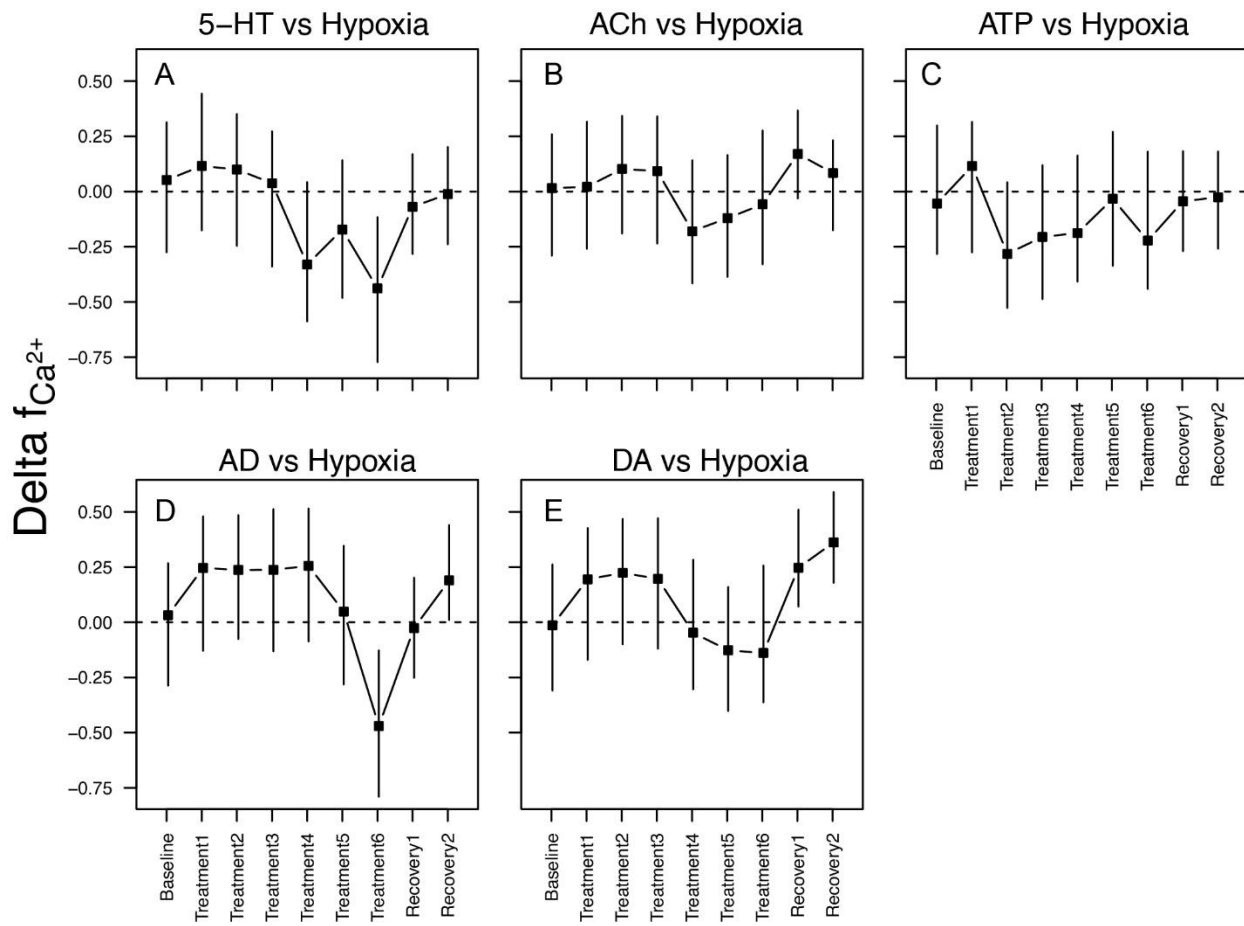 5−HT vs Hypoxia
ACh vs Hypoxia
ATP vs Hypoxia
A
B
C
0.50
0.25
0.00
−0.25
−0.50
−0.75
Baseline
Treatment1
Treatment2
Treatment3
Treatment4
Treatment5
Treatment6
Recovery1
Recovery2
Delta fCa2+
AD vs Hypoxia
DA vs Hypoxia
D
E
0.50
0.25
0.00
−0.25
−0.50
−0.75
Baseline
Treatment1
Treatment2
Treatment3
Treatment4
Treatment5
Treatment6
Recovery1
Recovery2
Baseline
Treatment1
Treatment2
Treatment3
Treatment4
Treatment5
Treatment6
Recovery1
Recovery2